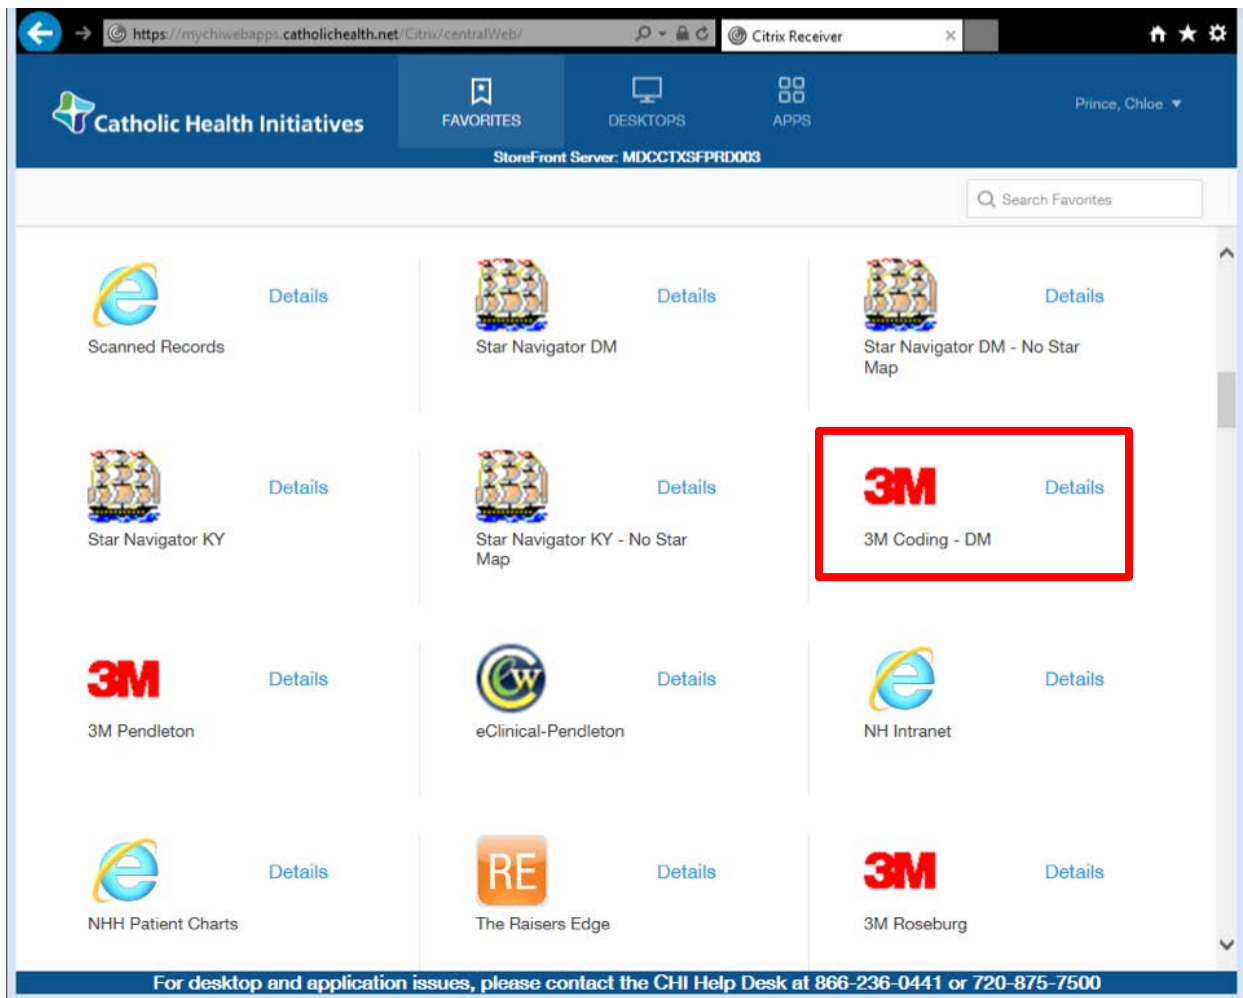 https://mychiwebapps.catholichealth.net/Citrix/centralWeb/
Citrix Receiver
Catholic Health Initiatives
FAVORITES
DESKTOPS
APPS
Prince, Chloe
StoreFront Server: MDCCTXSFPRD003
Search Favorites
Details
Details
Details
Scanned Records
Star Navigator DM
Star Navigator DM - No Star
Map
Details
Details
3M
Details
Star Navigator KY
Star Navigator KY - No Star
Map
3M Coding - DM
3M
Details
eCW
Details
Details
3M Pendleton
eClinical-Pendleton
NH Intranet
Details
RE
Details
3M
Details
NHH Patient Charts
The Raisers Edge
3M Roseburg
For desktop and application issues, please contact the CHI Help Desk at 866-236-0441 or 720-875-7500